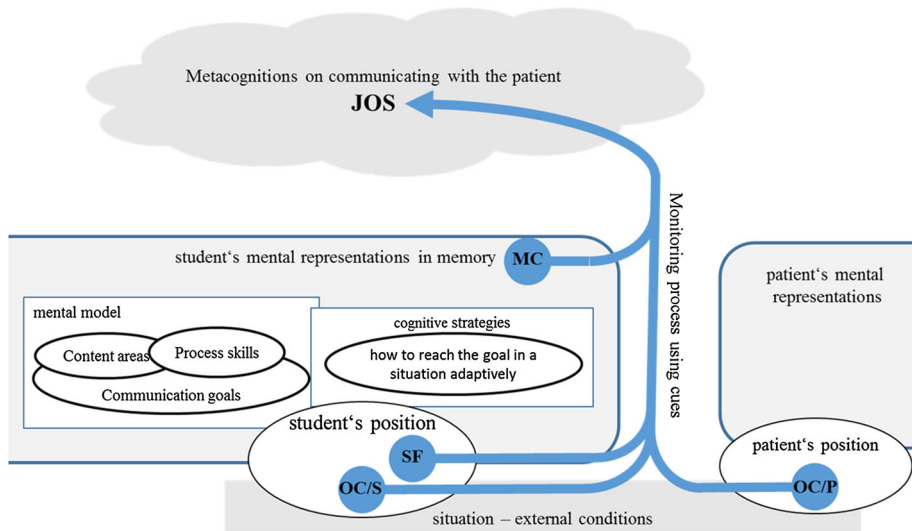 Metacognitions on communicating with the patient
JOS
Monitoring process using cues
student‘s mental representations in memory
MC
patient‘s mental
representations
mental model
Content areas
Process skills
Communication goals
cognitive strategies
how to reach the goal in a
situation adaptively
student‘s position
SF
OC/S
patient‘s position
OC/P
situation – external conditions